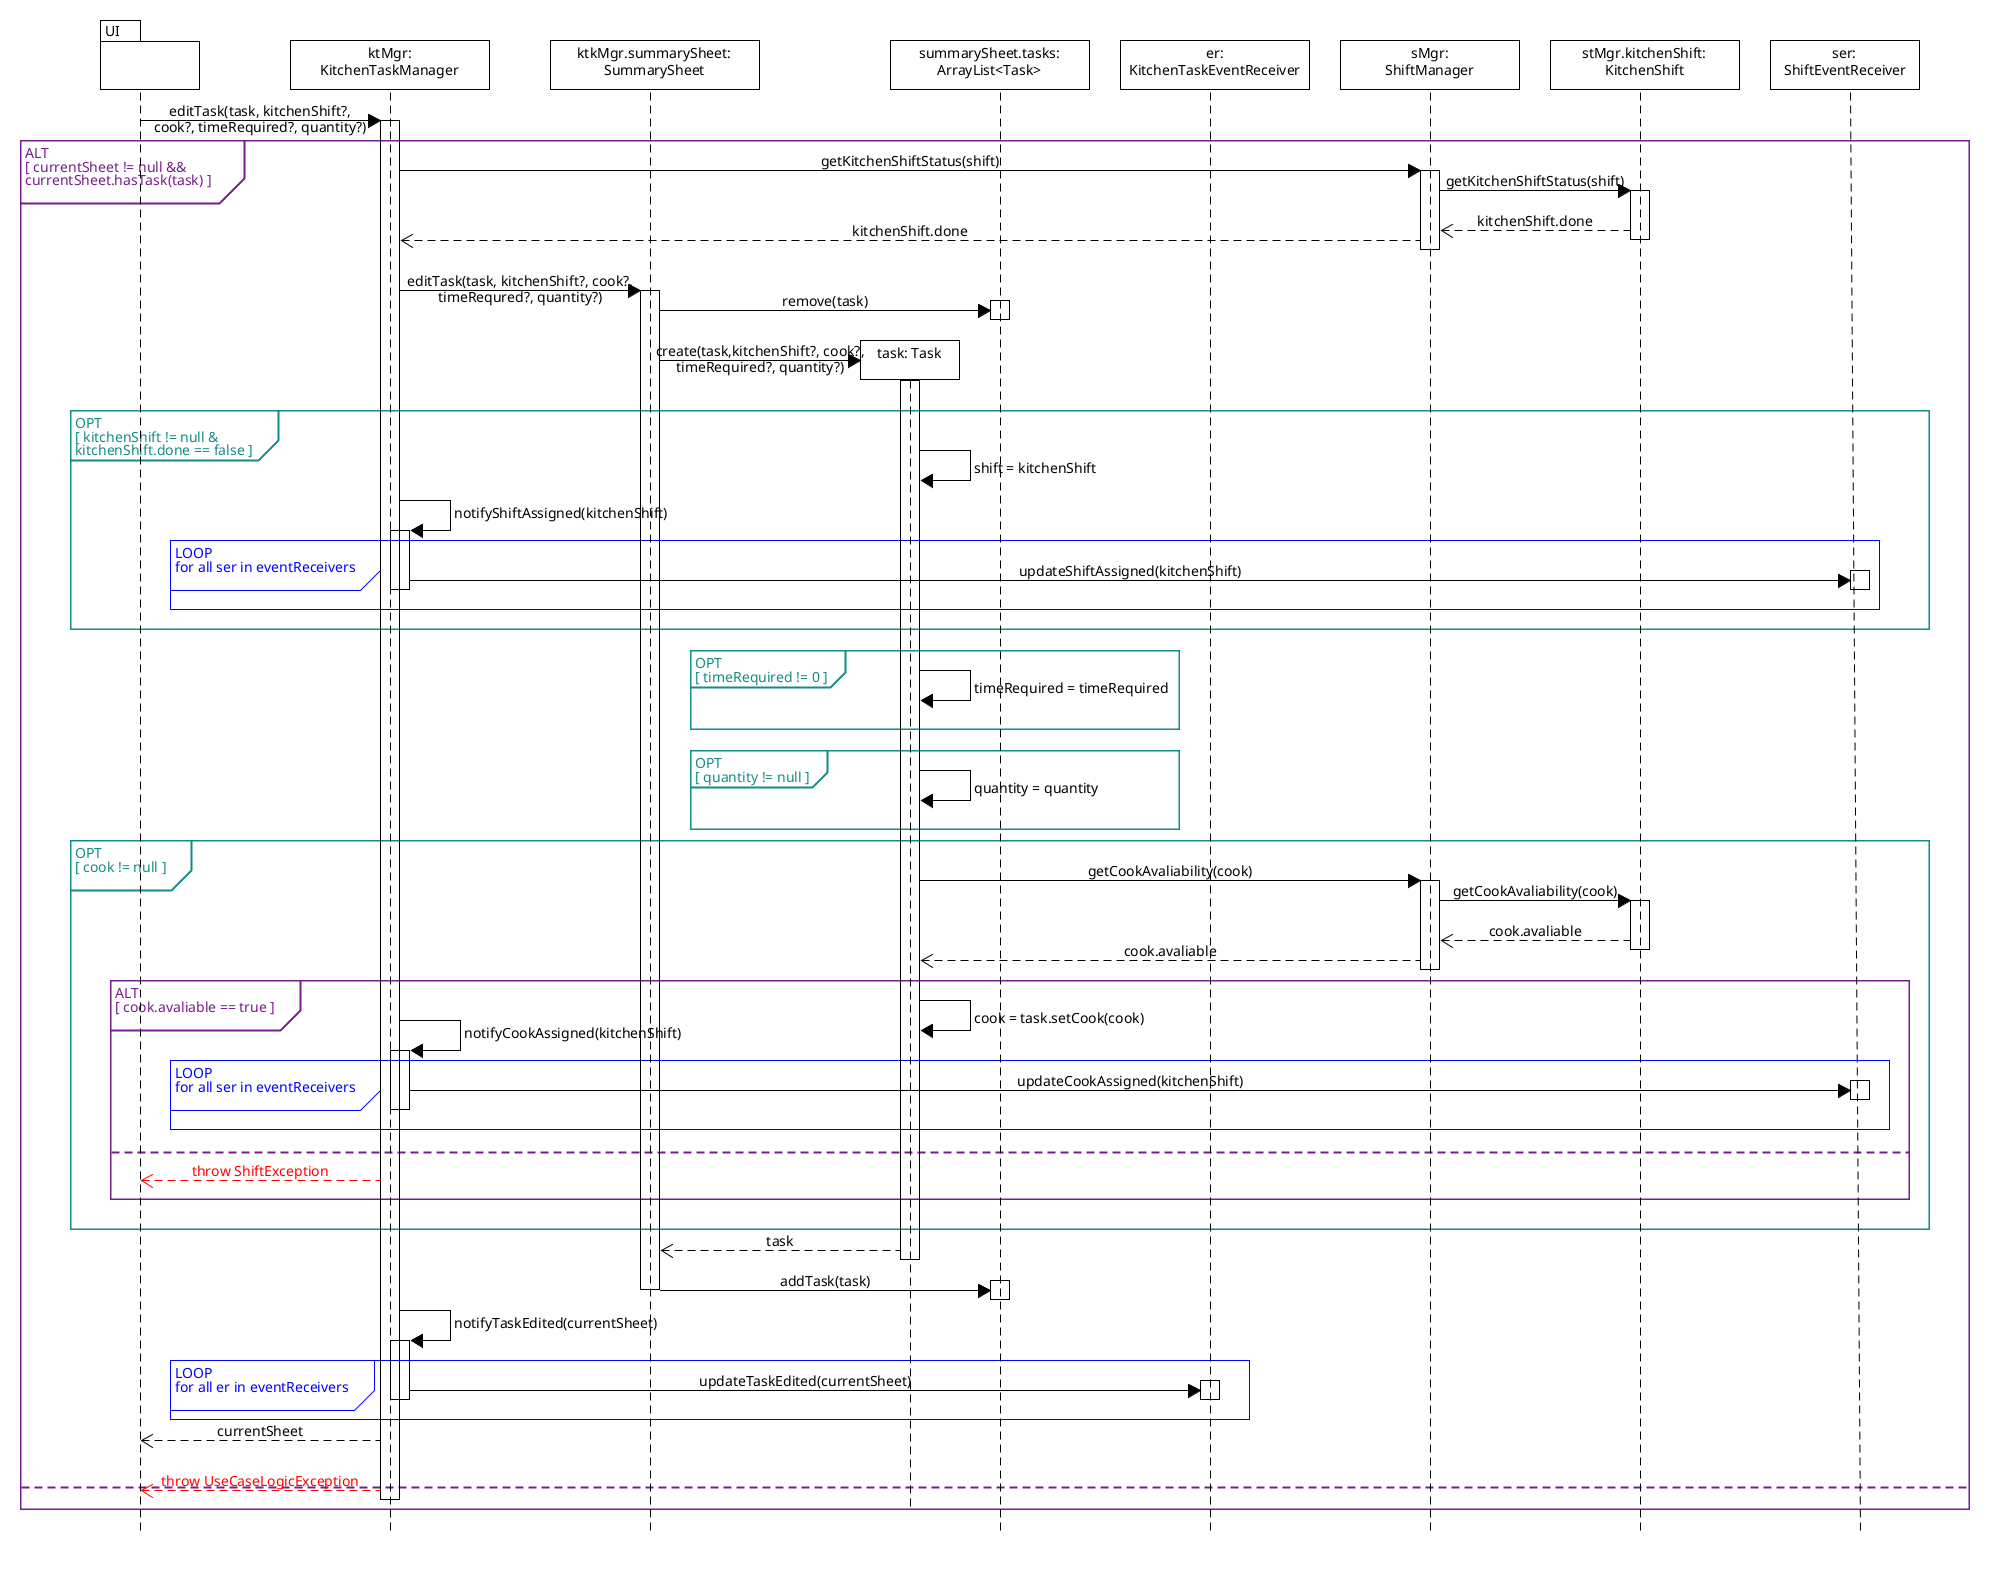 UI
ktMgr:
KitchenTaskManager
ktkMgr.summarySheet:
SummarySheet
summarySheet.tasks:
ArrayList<Task>
er:
KitchenTaskEventReceiver
sMgr:
ShiftManager
stMgr.kitchenShift:
KitchenShift
ser:
ShiftEventReceiver
editTask(task, kitchenShift?,
cook?, timeRequired?, quantity?)
ALT
[ currentSheet != null &&
currentSheet.hasTask(task) ]
getKitchenShiftStatus(shift)
getKitchenShiftStatus(shift)
kitchenShift.done
kitchenShift.done
editTask(task, kitchenShift?, cook?,
timeRequred?, quantity?)
remove(task)
create(task,kitchenShift?, cook?,
timeRequired?, quantity?)
task: Task
OPT
[ kitchenShift != null &
kitchenShift.done == false ]
shift = kitchenShift
notifyShiftAssigned(kitchenShift)
LOOP
for all ser in eventReceivers
updateShiftAssigned(kitchenShift)
OPT
[ timeRequired != 0 ]
timeRequired = timeRequired
OPT
[ quantity != null ]
quantity = quantity
OPT
[ cook != null ]
getCookAvaliability(cook)
getCookAvaliability(cook)
cook.avaliable
cook.avaliable
ALT
[ cook.avaliable == true ]
cook = task.setCook(cook)
notifyCookAssigned(kitchenShift)
LOOP
for all ser in eventReceivers
updateCookAssigned(kitchenShift)
throw ShiftException
task
addTask(task)
notifyTaskEdited(currentSheet)
LOOP
for all er in eventReceivers
updateTaskEdited(currentSheet)
currentSheet
throw UseCaseLogicException